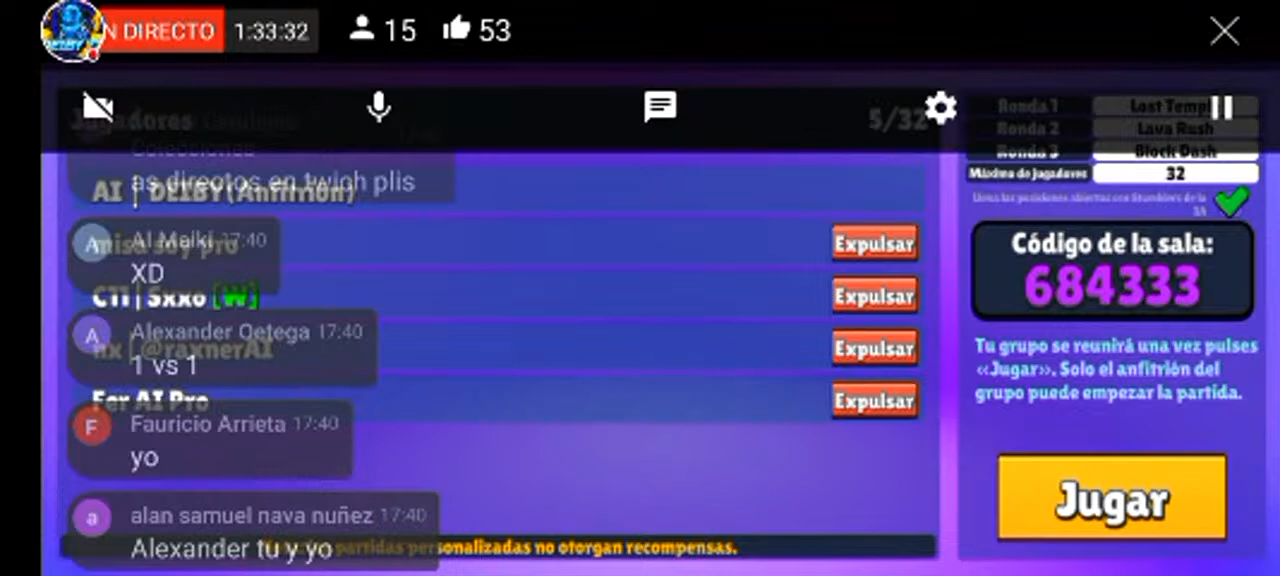 N DIRECTO 1:33:32 15 53
Jugadores
5/32
Ronda 1
Ronda 2 Lava Rush
Ronda 3 Block Dash
Máximo de jugadores 32
as directos en twich plis
AI | DEIBY(Anfitrión)
Al Maiki 17:40
XD
Expulsar
CTI | Sxxo [W]
Expulsar
Alexander Oetega 17:40
1 vs 1
Expulsar
Fer AI Pro
Expulsar
Fauricio Arrieta 17:40
yo
alan samuel nava nuñez 17:40
Alexander tu y yo
partidas personalizadas no otorgan recompensas.
Código de la sala:
684333
Tu grupo se reunirá una vez pulses
«Jugar». Solo el anfitrión del
grupo puede empezar la partida.
Jugar